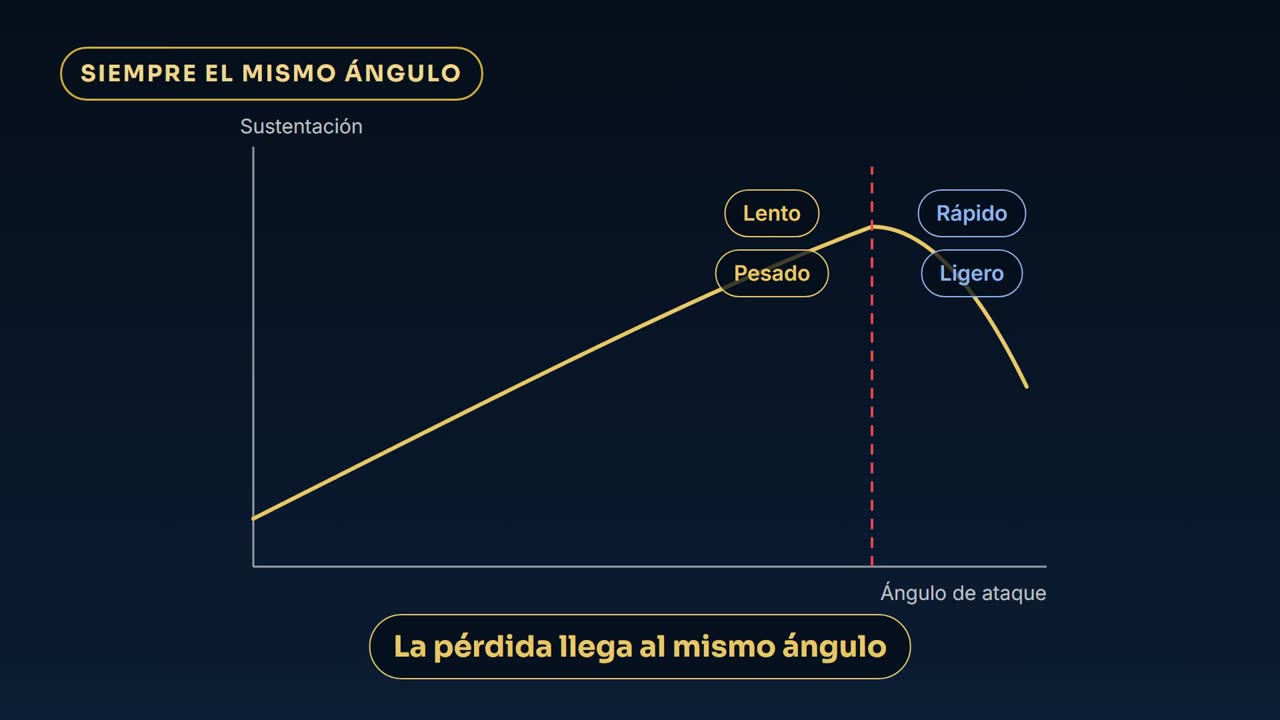 SIEMPRE EL MISMO ÁNGULO
Sustentación
Lento
Rápido
Pesado
Ligero
Ángulo de ataque
La pérdida llega al mismo ángulo